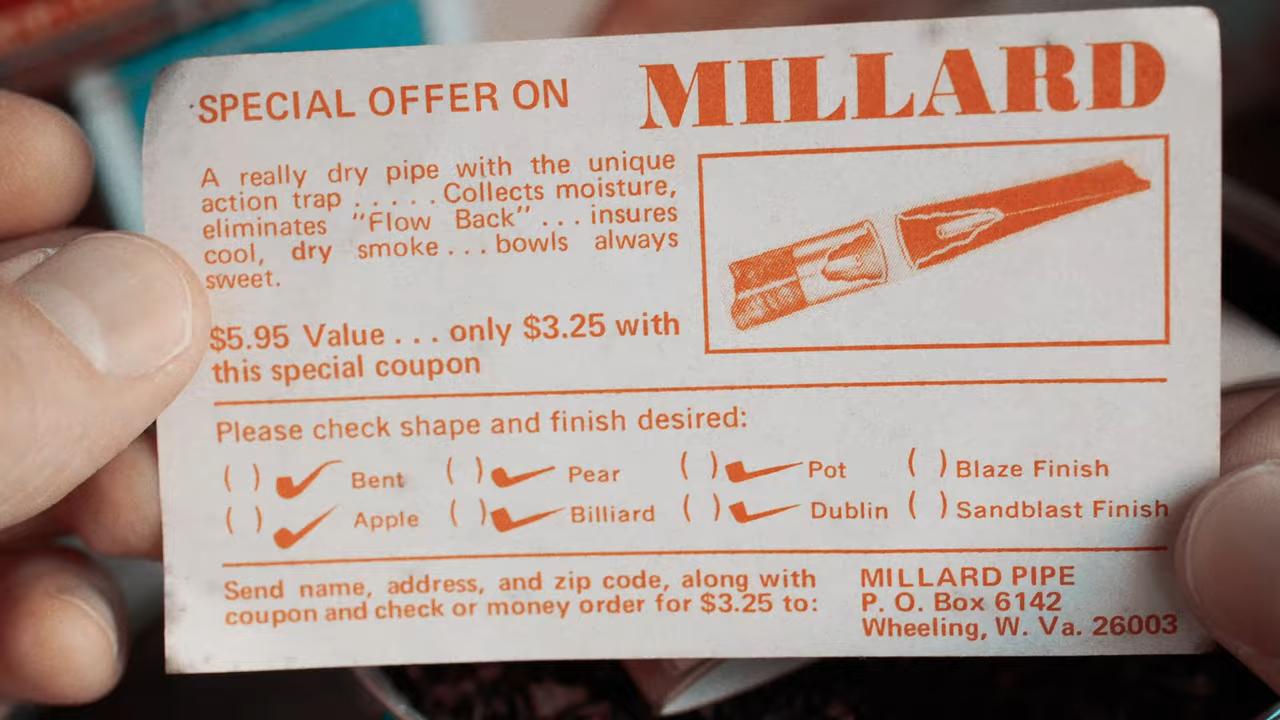 SPECIAL OFFER ON MILLARD
A really dry pipe with the unique
action trap . . . . . Collects moisture,
eliminates "Flow Back" . . . insures
cool, dry smoke . . . bowls always
sweet.
$5.95 Value . . . only $3.25 with
this special coupon
Please check shape and finish desired:
( ) Bent ( ) Pear ( ) Pot ( ) Blaze Finish
( ) Apple ( ) Billiard ( ) Dublin ( ) Sandblast Finish
Send name, address, and zip code, along with
coupon and check or money order for $3.25 to:
MILLARD PIPE
P. O. Box 6142
Wheeling, W. Va. 26003